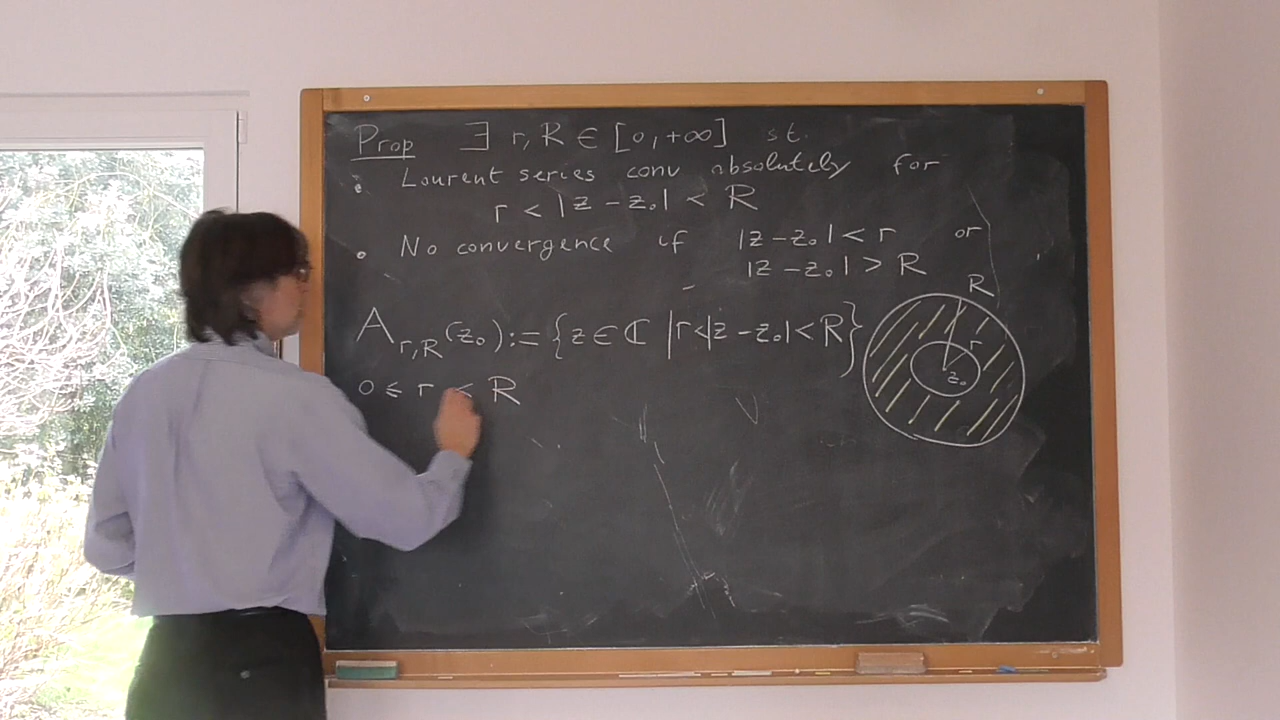 Prop ∃ r, R ∈ [0, +∞] st.
• Laurent series conv absolutely for
r < |z - z₀| < R
• No convergence if |z - z₀| < r or
|z - z₀| > R
A_{r,R}(z₀) := {z ∈ ℂ | r < |z - z₀| < R}
0 ≤ r < R
R
r
z₀